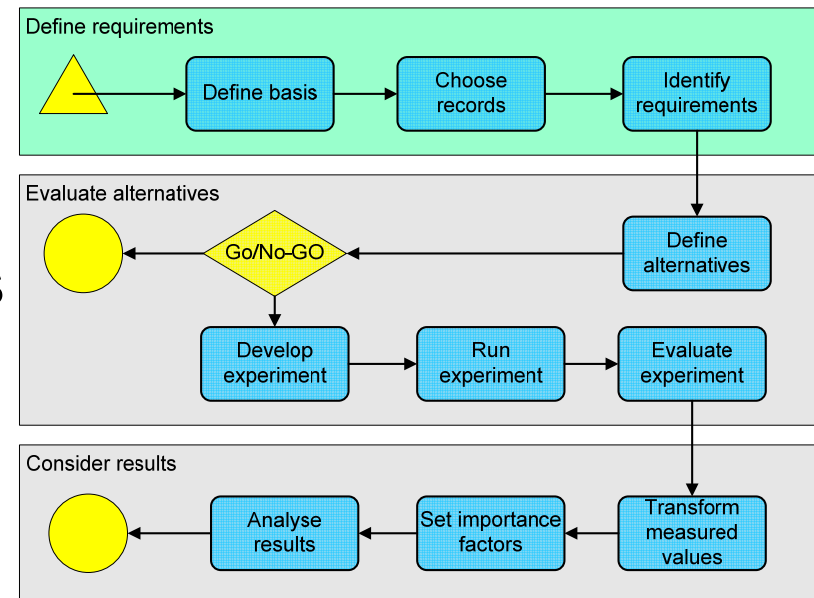 Define requirements
Define basis
Choose
records
Identify
requirements
Evaluate alternatives
Go/No-GO
Define
alternatives
s
Develop
experiment
Run
experiment
Evaluate
experiment
Consider results
Analyse
results
Set importance
factors
Transform
measured
values